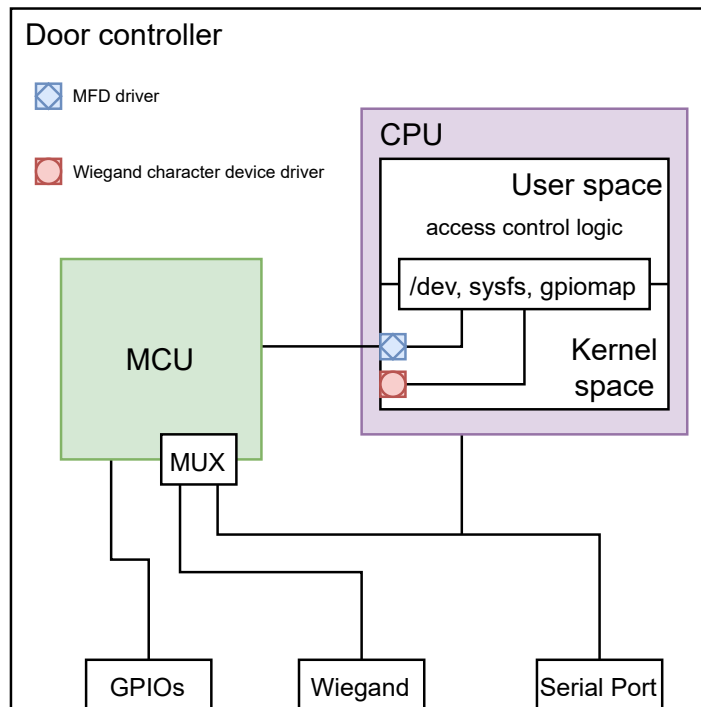 Door controller
MFD driver
Wiegand character device driver
CPU
User space
access control logic
/dev, sysfs, gpiomap
Kernel
space
MCU
MUX
GPIOs
Wiegand
Serial Port